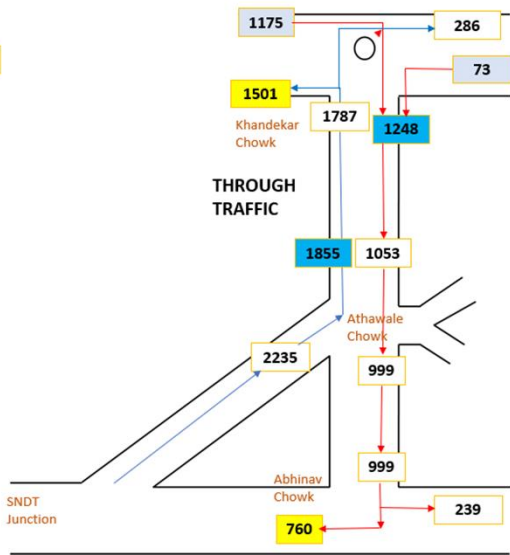 1175
286
73
1501
1787
1248
Khandekar
Chowk
THROUGH
TRAFFIC
1855
1053
Athawale
Chowk
2235
999
Abhinav
Chowk
999
SNDT
Junction
239
760